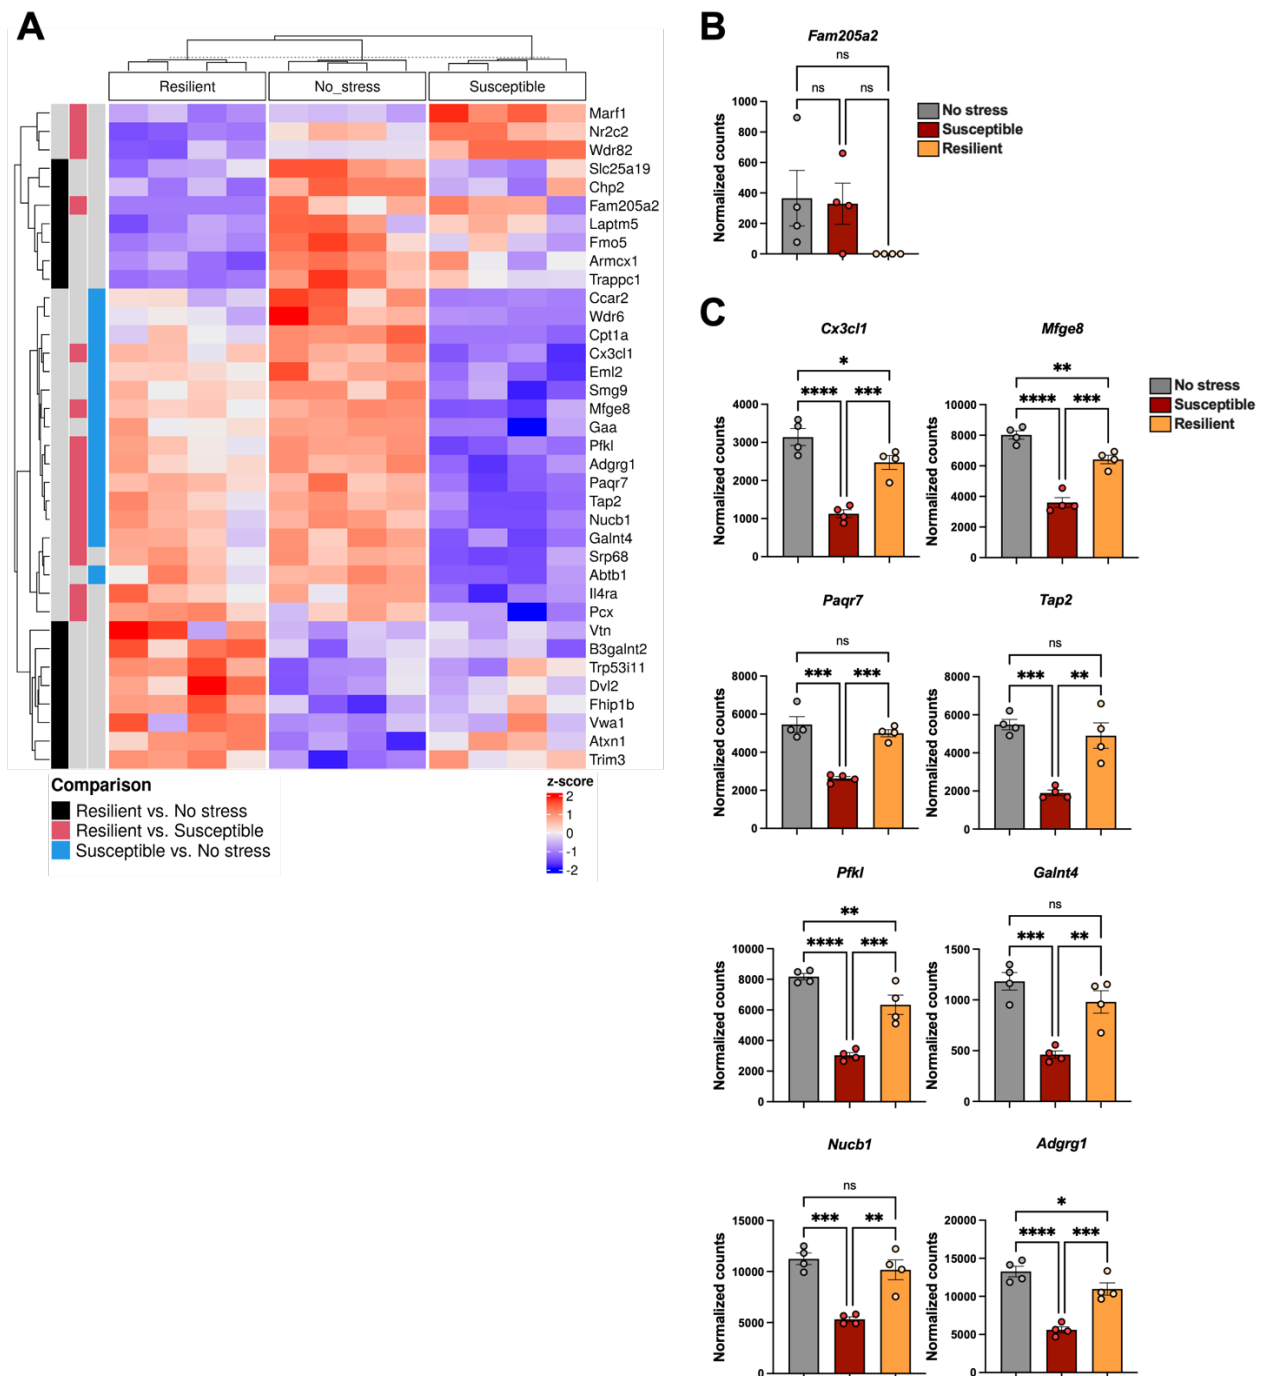 A
Resilient
No_stress
Susceptible
Marf1
Nr2c2
Wdr82
Slc25a19
Chp2
Fam205a2
Laptm5
Fmo5
Armcx1
Trappc1
Ccar2
Wdr6
Cpt1a
Cx3cl1
Eml2
Smg9
Mfge8
Gaa
Pfkl
Adgrg1
Paqr7
Tap2
Nucb1
Galnt4
Srp68
Abtb1
Il4ra
Pcx
Vtn
B3galnt2
Trp53i11
Dvl2
Fhip1b
Vwa1
Atxn1
Trim3
Comparison
Resilient vs. No stress
Resilient vs. Susceptible
Susceptible vs. No stress
z-score
2
1
0
-1
-2
B
Fam205a2
ns
ns
ns
Normalized counts
1000
800
600
400
200
0
No stress
Susceptible
Resilient
C
Cx3cl1
*
****
***
Normalized counts
4000
3000
2000
1000
0
Mfge8
**
****
***
Normalized counts
10000
8000
6000
4000
2000
0
No stress
Susceptible
Resilient
Paqr7
ns
***
***
Normalized counts
8000
6000
4000
2000
0
Tap2
ns
***
**
Normalized counts
8000
6000
4000
2000
0
Pfkl
**
****
***
Normalized counts
10000
8000
6000
4000
2000
0
Galnt4
ns
***
**
Normalized counts
1500
1000
500
0
Nucb1
ns
***
**
Normalized counts
15000
10000
5000
0
Adgrg1
*
****
***
Normalized counts
20000
15000
10000
5000
0